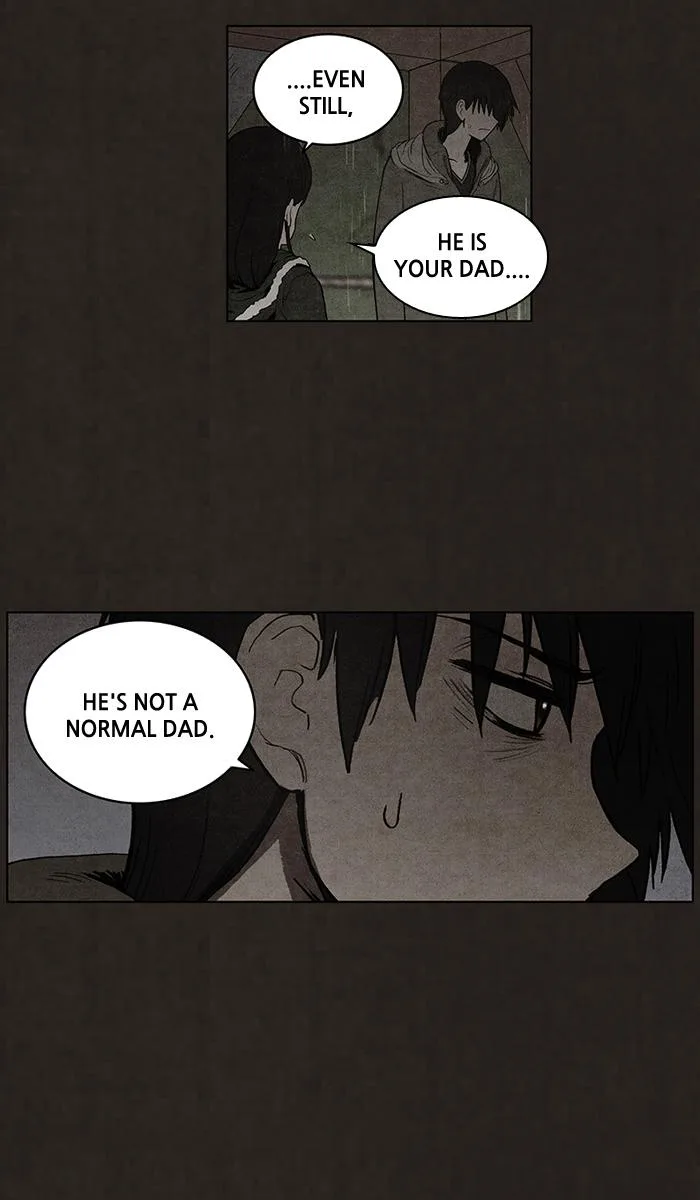 ....EVEN
STILL,
HE IS
YOUR DAD....
HE'S NOT A
NORMAL DAD.